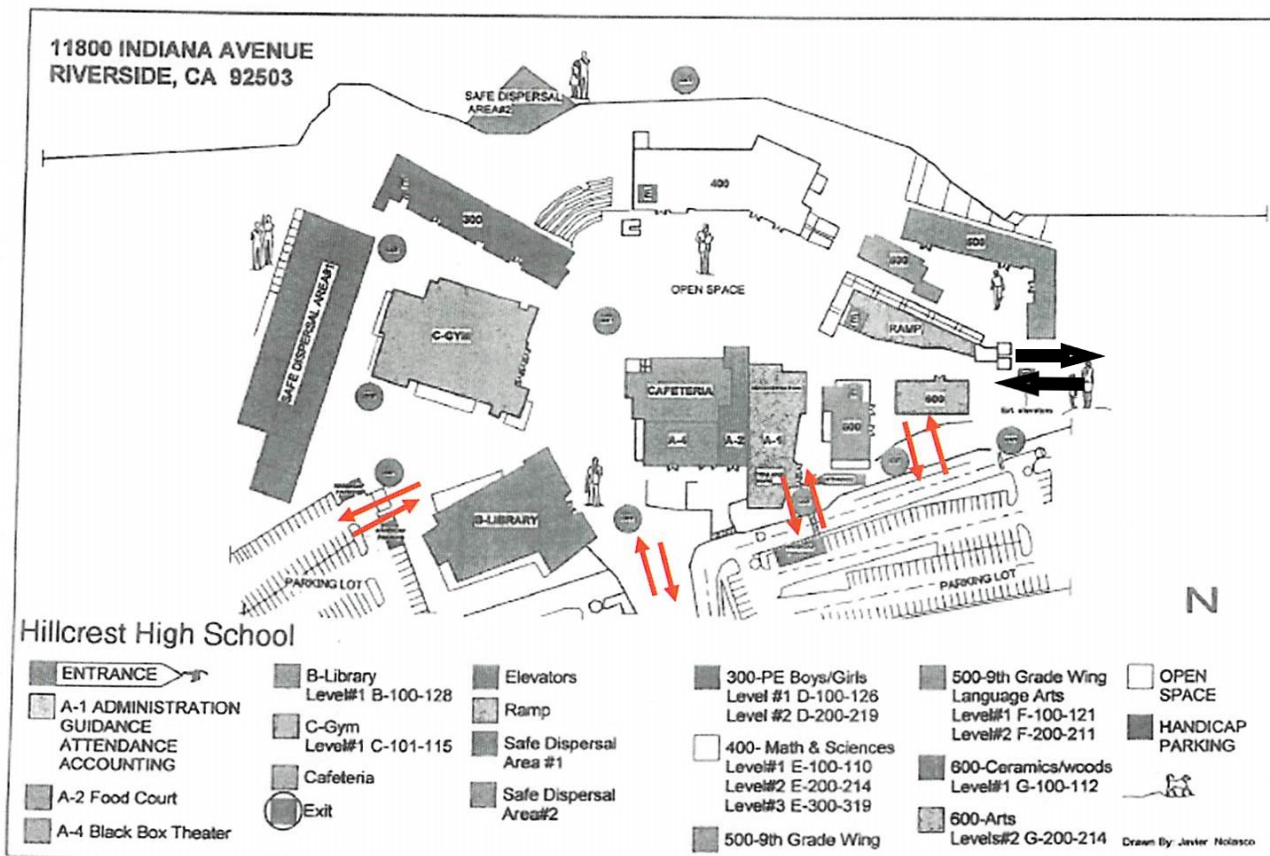 11800 INDIANA AVENUE
RIVERSIDE, CA 92503
SAFE DISPERSAL
AREA#2
400
E
300
E
OPEN SPACE
RAMP
E
C-GYM
SAFE DISPERSAL AREA#1
CAFETERIA
A-4
A-2
A-1
E
600
B-LIBRARY
PARKING LOT
PARKING LOT
N
Hillcrest High School
ENTRANCE
A-1 ADMINISTRATION
GUIDANCE
ATTENDANCE
ACCOUNTING
A-2 Food Court
A-4 Black Box Theater
B-Library
Level#1 B-100-128
C-Gym
Level#1 C-101-115
Cafeteria
Exit
Elevators
Ramp
Safe Dispersal
Area #1
Safe Dispersal
Area#2
300-PE Boys/Girls
Level #1 D-100-126
Level #2 D-200-219
400- Math & Sciences
Level#1 E-100-110
Level#2 E-200-214
Level#3 E-300-319
500-9th Grade Wing
500-9th Grade Wing
Language Arts
Level#1 F-100-121
Level#2 F-200-211
600-Ceramics/woods
Level#1 G-100-112
600-Arts
Levels#2 G-200-214
OPEN
SPACE
HANDICAP
PARKING
Drawn By: Javier Nolasco